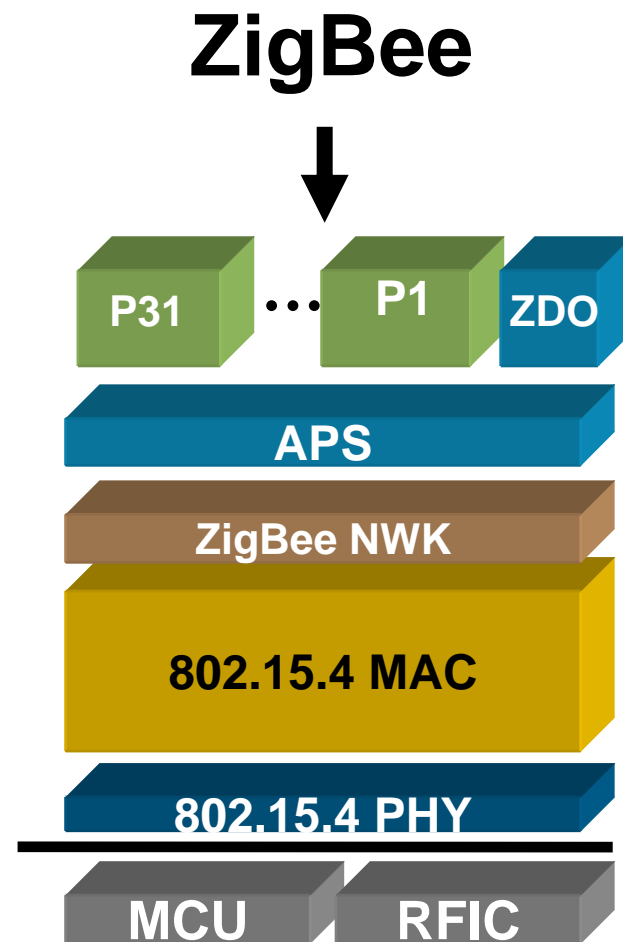 ZigBee
P31 ... P1 ZDO
APS
ZigBee NWK
802.15.4 MAC
802.15.4 PHY
MCU RFIC